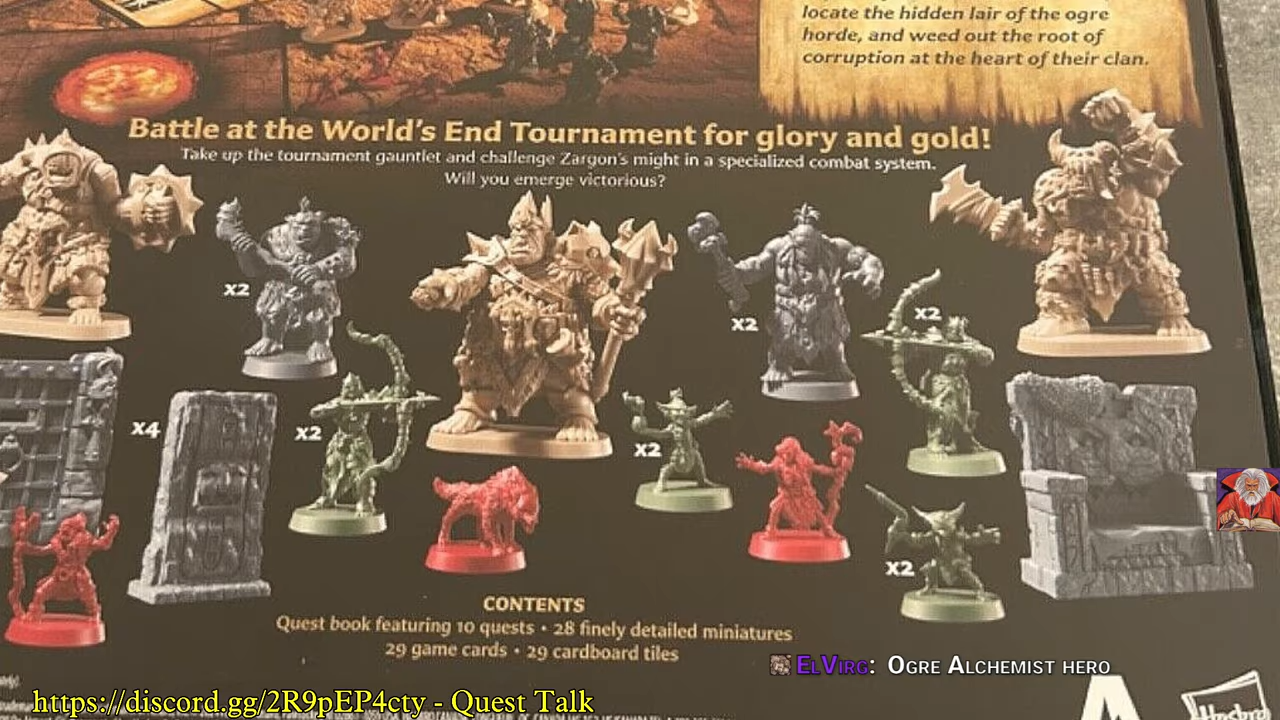 locate the hidden lair of the ogre
horde, and weed out the root of
corruption at the heart of their clan.
Battle at the World's End Tournament for glory and gold!
Take up the tournament gauntlet and challenge Zargon's might in a specialized combat system.
Will you emerge victorious?
x2
x2
x2
x4
x2
x2
x2
CONTENTS
Quest book featuring 10 quests • 28 finely detailed miniatures
29 game cards • 29 cardboard tiles
ElVirg: Ogre Alchemist hero
https://discord.gg/2R9pEP4cty - Quest Talk
Hasbro